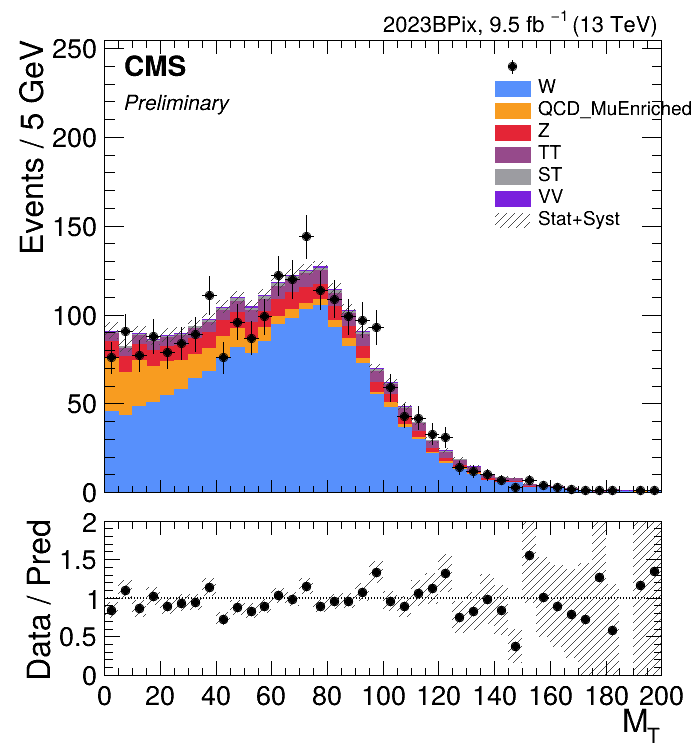 2023BPix, 9.5 fb⁻¹ (13 TeV)
CMS
Preliminary
W
QCD_MuEnriched
Z
TT
ST
VV
Stat+Syst
Events / 5 GeV
250
200
150
100
50
0
Data / Pred
2
1.5
1
0.5
0
0 20 40 60 80 100 120 140 160 180 200
M_T